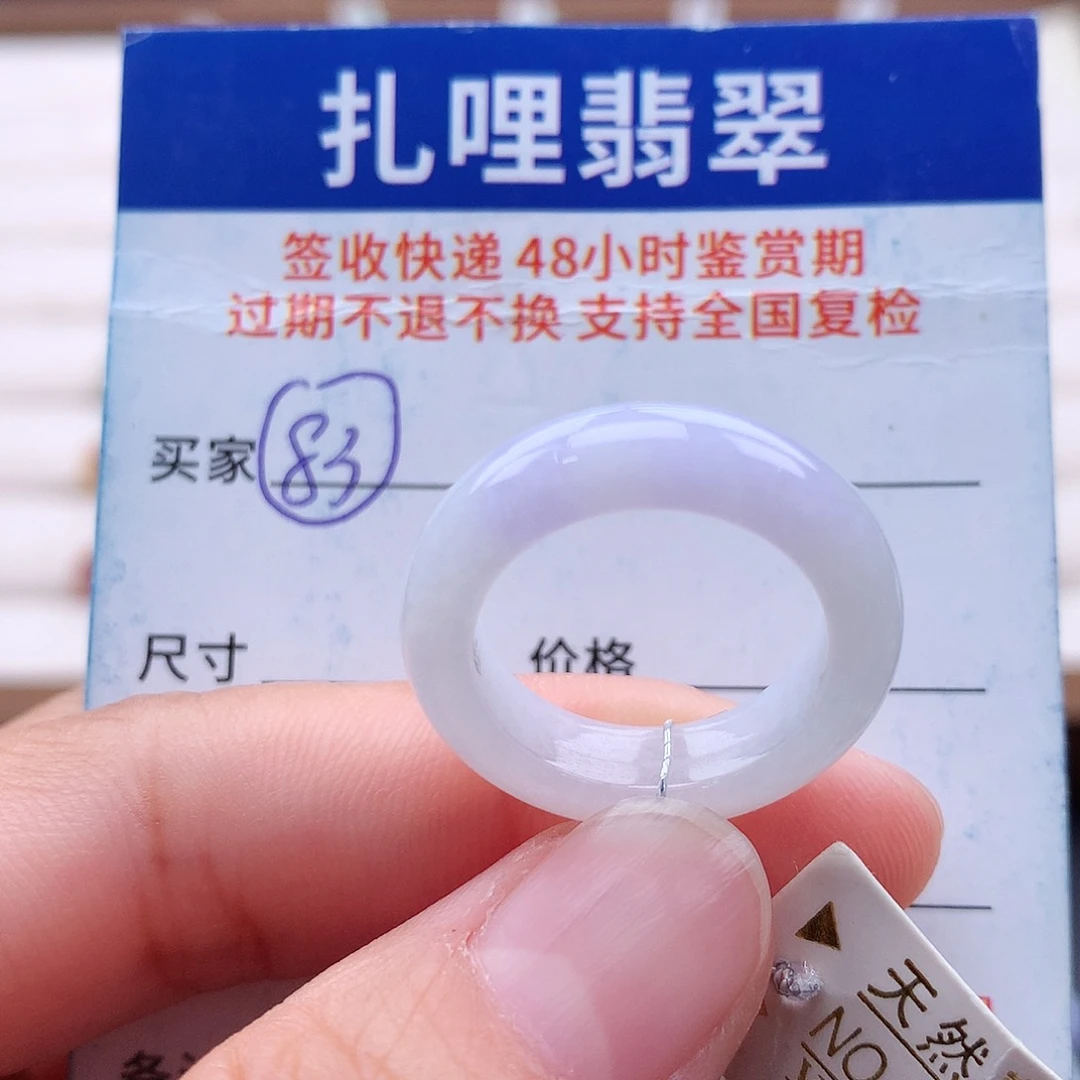 扎哩翡翠
签收快递 48小时鉴赏期
过期不退不换 支持全国复检
买家 83
尺寸 价格
天然
NO